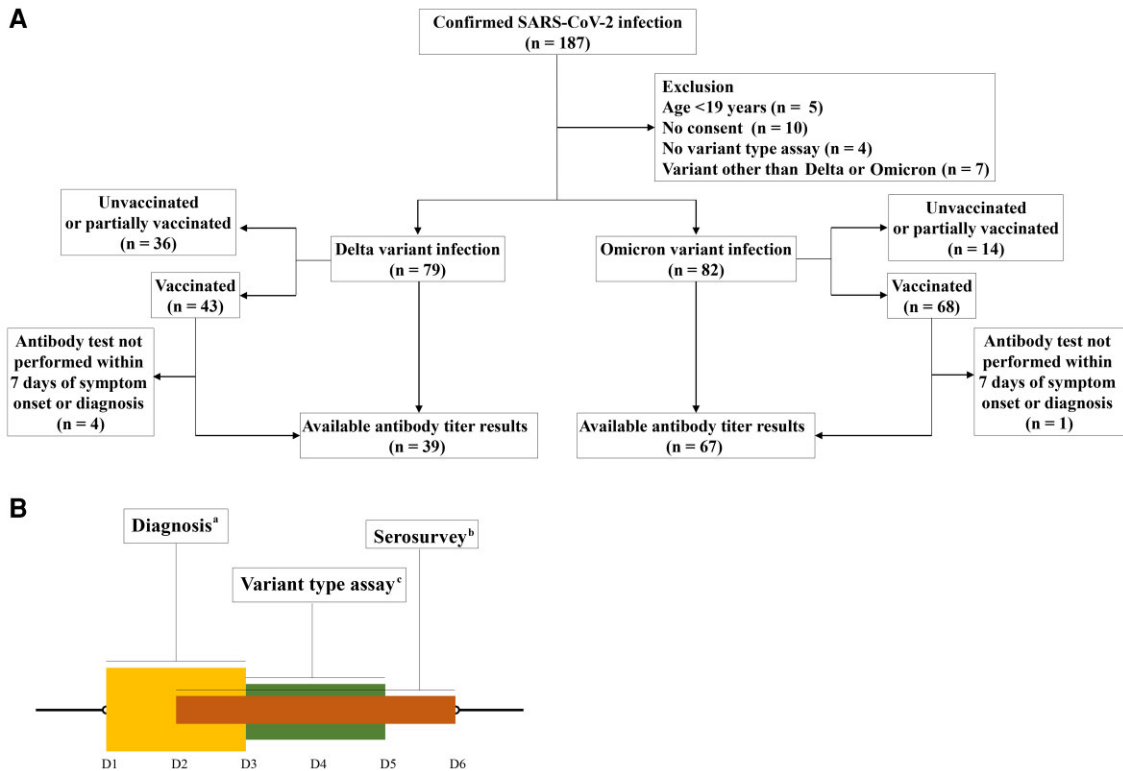 A
Confirmed SARS-CoV-2 infection
(n = 187)
Exclusion
Age <19 years (n = 5)
No consent (n = 10)
No variant type assay (n = 4)
Variant other than Delta or Omicron (n = 7)
Unvaccinated
or partially vaccinated
(n = 36)
Delta variant infection
(n = 79)
Omicron variant infection
(n = 82)
Unvaccinated
or partially vaccinated
(n = 14)
Vaccinated
(n = 43)
Vaccinated
(n = 68)
Antibody test not
performed within
7 days of symptom
onset or diagnosis
(n = 4)
Available antibody titer results
(n = 39)
Available antibody titer results
(n = 67)
Antibody test not
performed within
7 days of symptom
onset or diagnosis
(n = 1)
B
Diagnosisᵃ
Serosurveyᵇ
Variant type assayᶜ
D1 D2 D3 D4 D5 D6